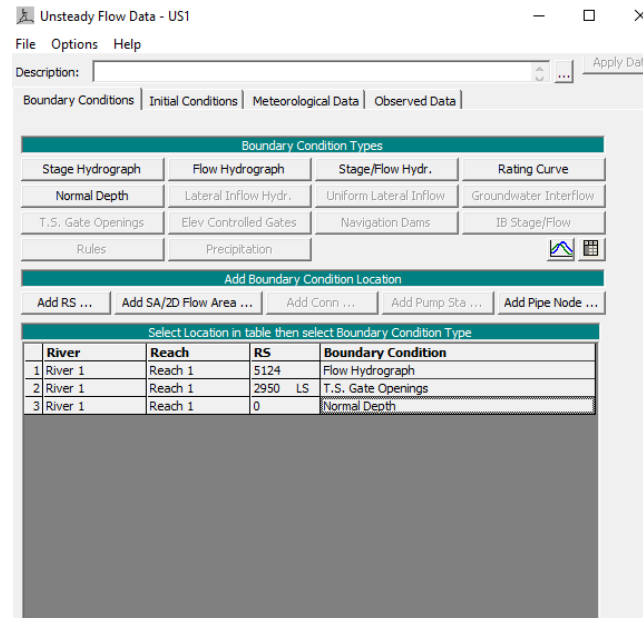 Unsteady Flow Data - US1
File Options Help
Description: ... Apply Dat
Boundary Conditions Initial Conditions Meteorological Data Observed Data
Boundary Condition Types
Stage Hydrograph Flow Hydrograph Stage/Flow Hydr. Rating Curve
Normal Depth Lateral Inflow Hydr. Uniform Lateral Inflow Groundwater Interflow
T.S. Gate Openings Elev Controlled Gates Navigation Dams IB Stage/Flow
Rules Precipitation
Add Boundary Condition Location
Add RS ... Add SA/2D Flow Area ... Add Conn ... Add Pump Sta ... Add Pipe Node ...
Select Location in table then select Boundary Condition Type
River Reach RS Boundary Condition
1 River 1 Reach 1 5124 Flow Hydrograph
2 River 1 Reach 1 2950 LS T.S. Gate Openings
3 River 1 Reach 1 0 Normal Depth